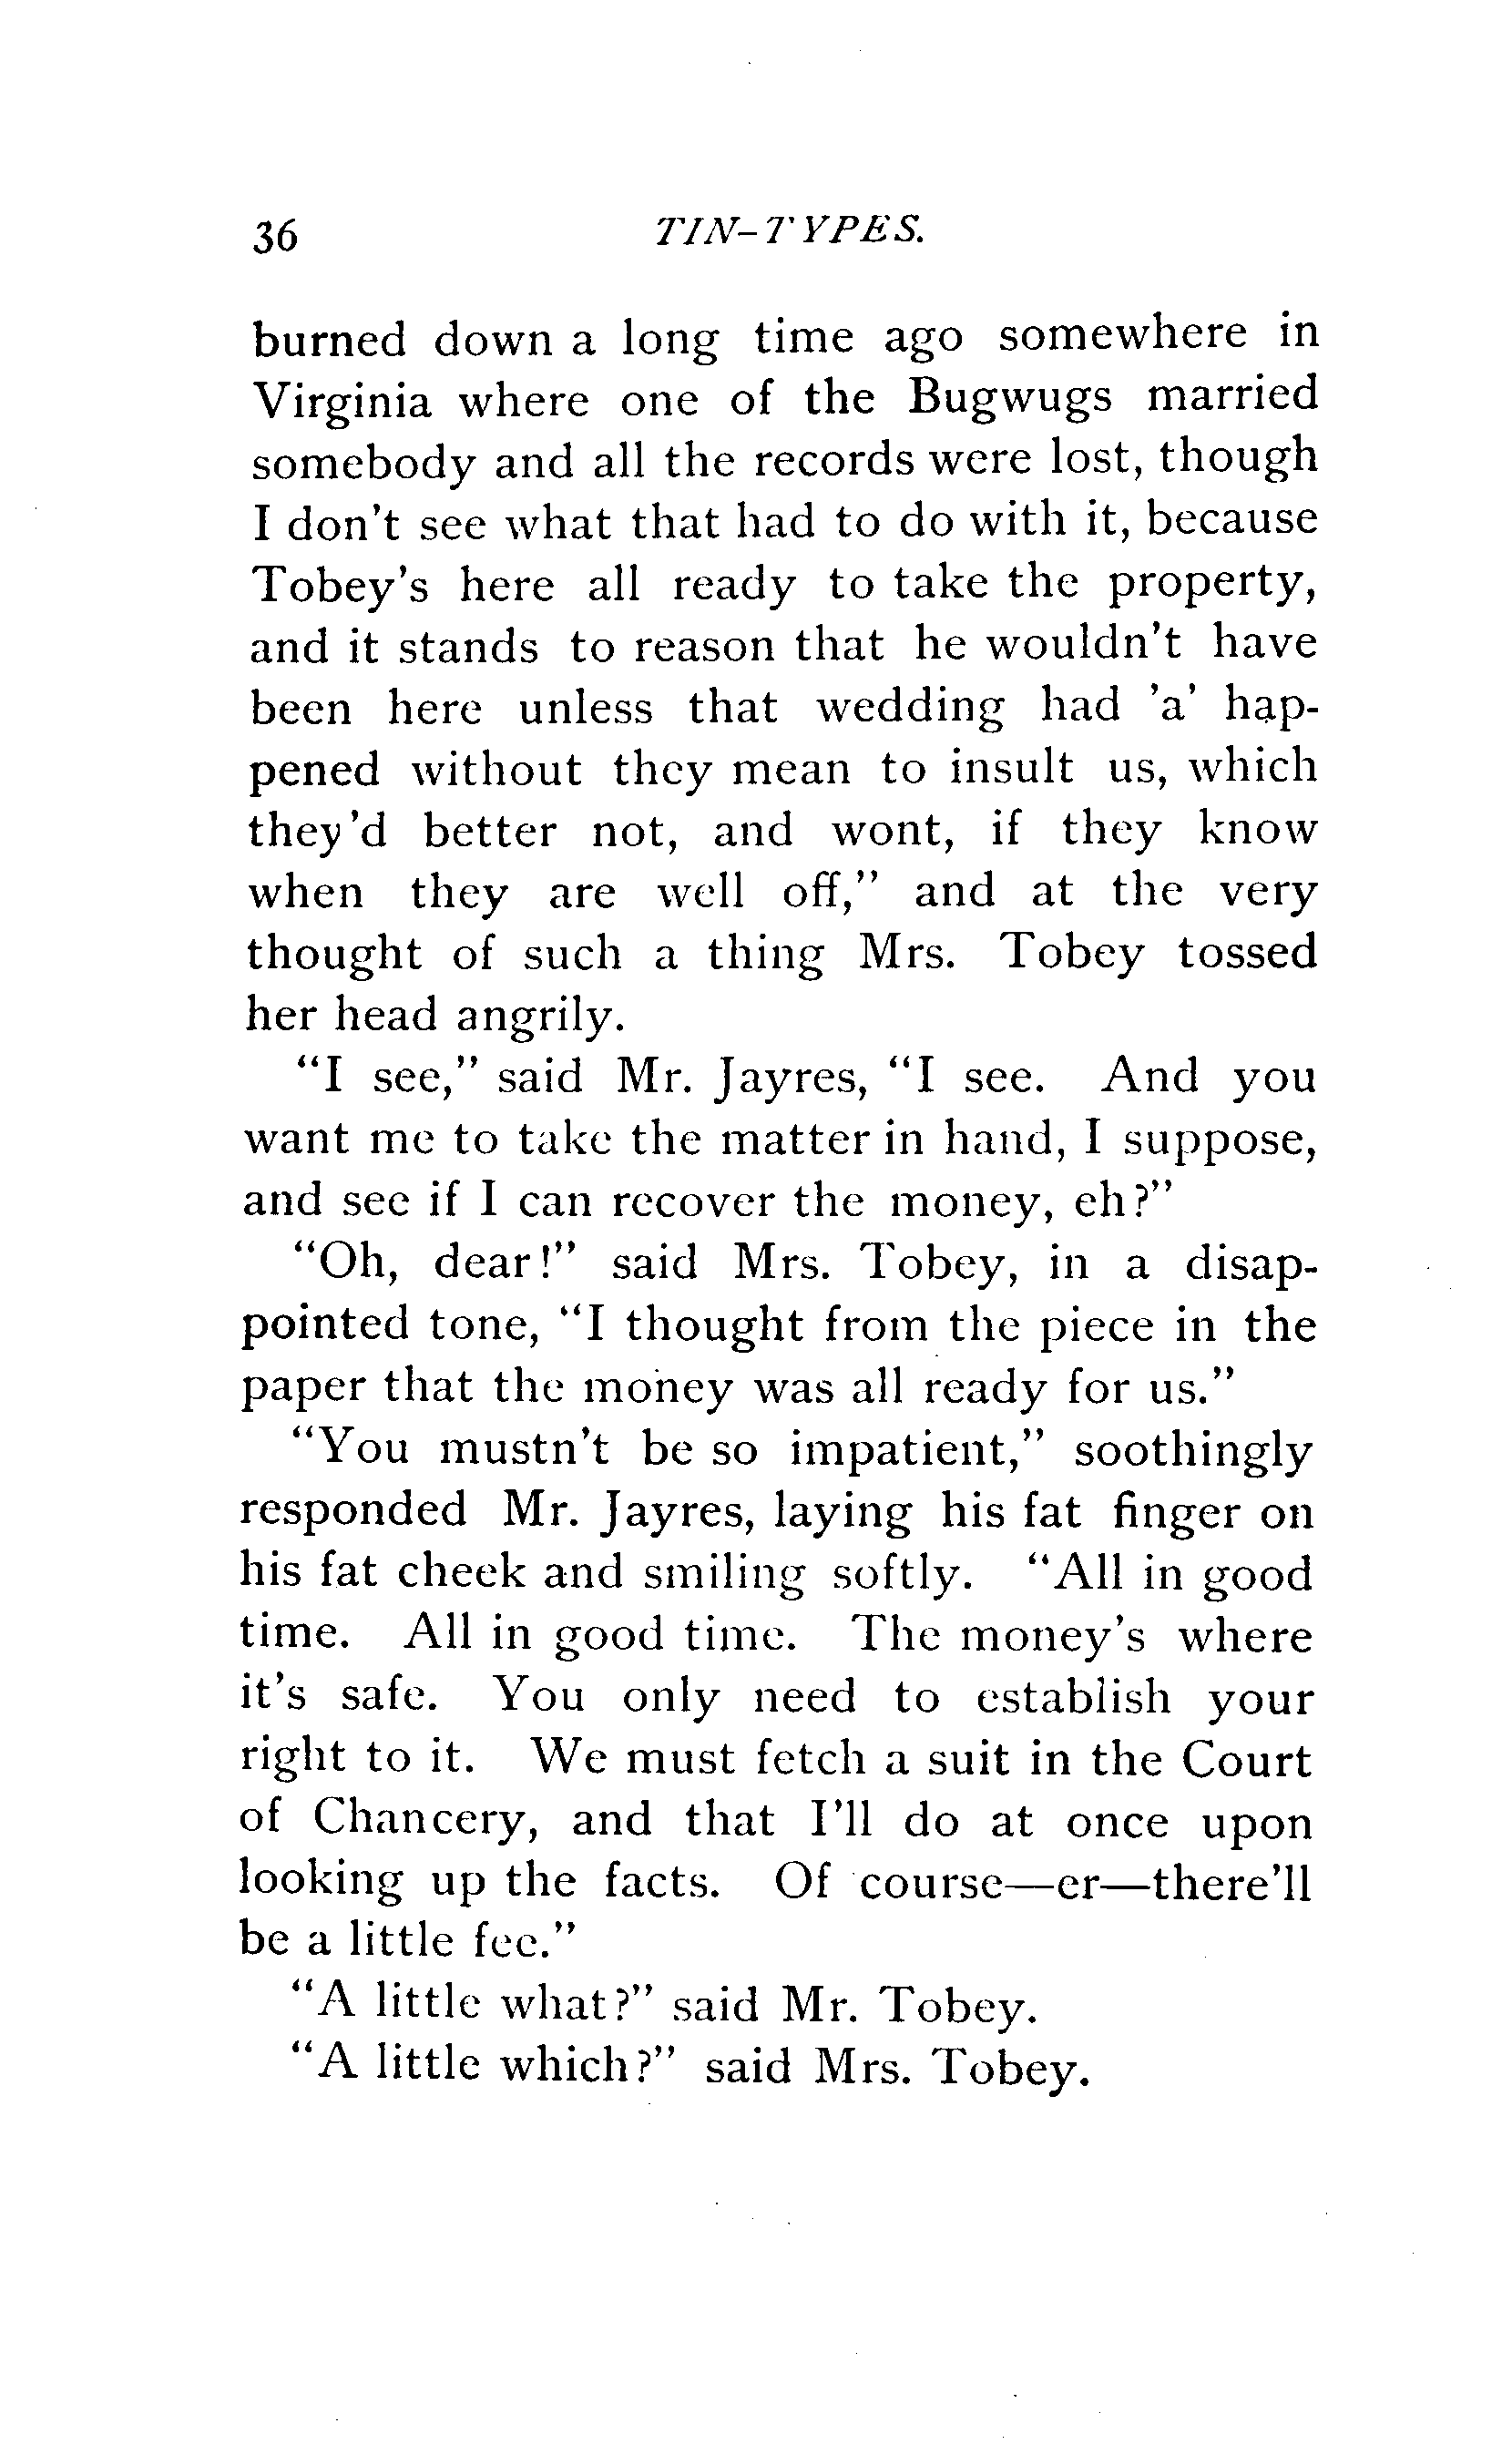 36 TIN-TYPES.
burned down a long time ago somewhere in
Virginia where one of the Bugwugs married
somebody and all the records were lost, though
I don't see what that had to do with it, because
Tobey's here all ready to take the property,
and it stands to reason that he wouldn't have
been here unless that wedding had 'a' hap-
pened without they mean to insult us, which
they'd better not, and wont, if they know
when they are well off," and at the very
thought of such a thing Mrs. Tobey tossed
her head angrily.
"I see," said Mr. Jayres, "I see. And you
want me to take the matter in hand, I suppose,
and see if I can recover the money, eh?"
"Oh, dear!" said Mrs. Tobey, in a disap-
pointed tone, "I thought from the piece in the
paper that the money was all ready for us."
"You mustn't be so impatient," soothingly
responded Mr. Jayres, laying his fat finger on
his fat cheek and smiling softly. "All in good
time. All in good time. The money's where
it's safe. You only need to establish your
right to it. We must fetch a suit in the Court
of Chancery, and that I'll do at once upon
looking up the facts. Of course—er—there'll
be a little fee."
"A little what?" said Mr. Tobey.
"A little which?" said Mrs. Tobey.